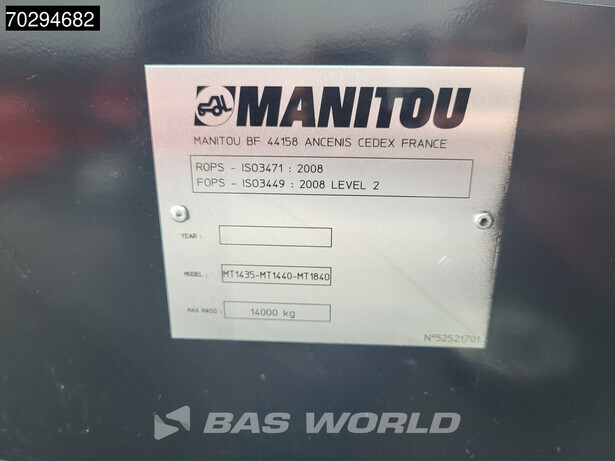 70294682
MANITOU
MANITOU BF 44158 ANCENIS CEDEX FRANCE
ROPS - ISO3471 : 2008
FOPS - ISO3449 : 2008 LEVEL 2
YEAR :
MODEL : MT1435-MT1440-MT1840
MAX MASS : 14000 kg
N°52521701
BAS WORLD